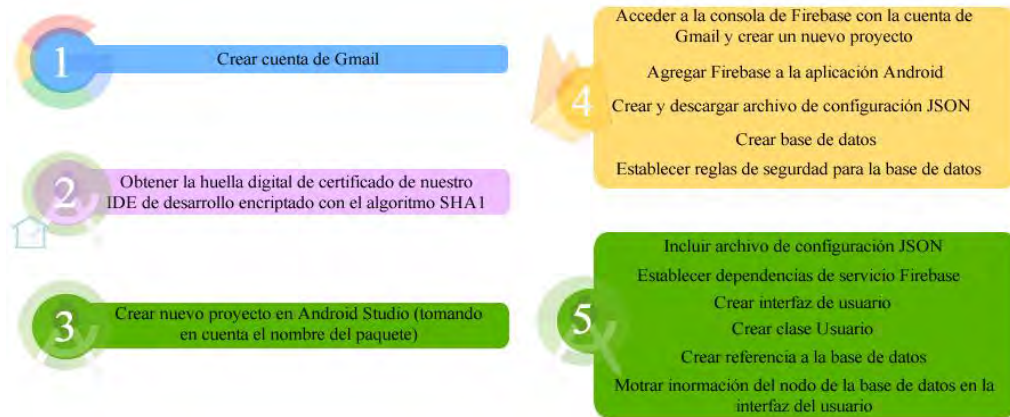 1
Crear cuenta de Gmail
2
Obtener la huella digital de certificado de nuestro
IDE de desarrollo encriptado con el algoritmo SHA1
3
Crear nuevo proyecto en Android Studio (tomando
en cuenta el nombre del paquete)
4
Acceder a la consola de Firebase con la cuenta de
Gmail y crear un nuevo proyecto
Agregar Firebase a la aplicación Android
Crear y descargar archivo de configuración JSON
Crear base de datos
Establecer reglas de segurdad para la base de datos
5
Incluir archivo de configuración JSON
Establecer dependencias de servicio Firebase
Crear interfaz de usuario
Crear clase Usuario
Crear referencia a la base de datos
Motrar inormación del nodo de la base de datos en la
interfaz del usuario